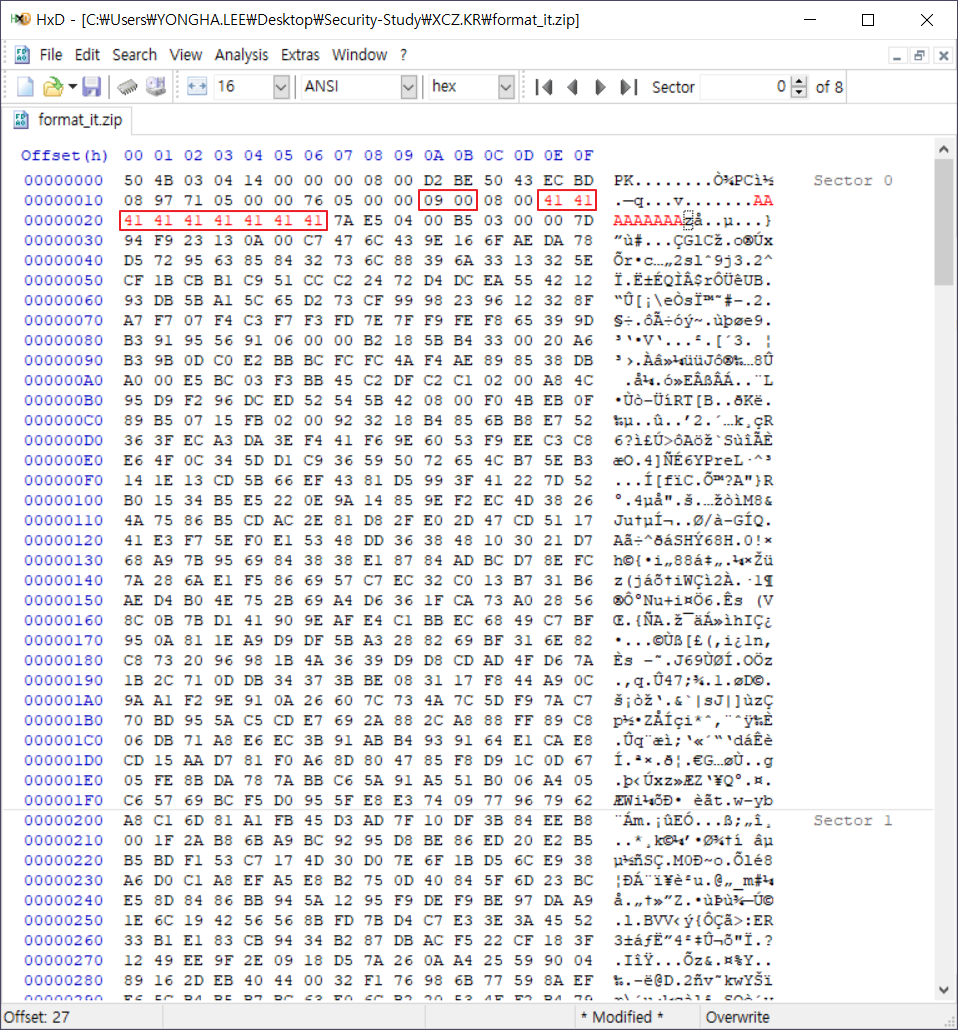 HxD - [C:₩Users₩YONGHA.LEE₩Desktop₩Security-Study₩XCZ.KR₩format_it.zip]
File Edit Search View Analysis Extras Window ?
16 ANSI hex Sector 0 of 8
format_it.zip
Offset(h) 00 01 02 03 04 05 06 07 08 09 0A 0B 0C 0D 0E 0F
00000000 50 4B 03 04 14 00 00 00 08 00 D2 BE 50 43 EC BD PK........Ò¾PCì½ Sector 0
00000010 08 97 71 05 00 00 76 05 00 00 09 00 08 00 41 41 .—q...v.......AA
00000020 41 41 41 41 41 41 41 7A E5 04 00 B5 03 00 00 7D AAAAAAAzå..µ...}
00000030 94 F9 23 13 0A 00 C7 47 6C 43 9E 16 6F AE DA 78 ”ù#...ÇGlCž.o®Úx
00000040 D5 72 95 63 85 84 32 73 6C 88 39 6A 33 13 32 5E Õr•c…„2slˆ9j3.2^
00000050 CF 1B CB B1 C9 51 CC C2 24 72 D4 DC EA 55 42 12 Ï.Ë±ÉQÌÂ$rÔÜêUB.
00000060 93 DB 5B A1 5C 65 D2 73 CF 99 98 23 96 12 32 8F
00000070 A7 F7 07 F4 C3 F7 F3 FD 7E 7F F9 FE F8 65 39 9D §÷.ôÃ÷óý~.ùþøe9.
00000080 B3 91 95 56 91 06 00 00 B2 18 5B B4 33 00 20 A6
00000090 B3 9B 0D C0 E2 BB BC FC FC 4A F4 AE 89 85 38 DB ³›.Àâ»¼üüJô®‰…8Û
000000A0 A0 00 E5 BC 03 F3 BB 45 C2 DF C2 C1 02 00 A8 4C
000000B0 95 D9 F2 96 DC ED 52 54 5B 42 08 00 F0 4B EB 0F •Ùò–ÜíRT[B..ðKë.
000000C0 89 B5 07 15 FB 02 00 92 32 18 B4 85 6B B8 E7 52
000000D0 36 3F EC A3 DA 3E F4 41 F6 9E 60 53 F9 EE C3 C8 6?ì£Ú>ôAöž`SùîÃÈ
000000E0 E6 4F 0C 34 5D D1 C9 36 59 50 72 65 4C B7 5E B3 æO.4]ÑÉ6YPreL·^³
000000F0 14 1E 13 CD 5B 66 EF 43 81 D5 99 3F 41 22 7D 52 ...Í[fïC.Õ™?A"}R
00000100 B0 15 34 B5 E5 22 0E 9A 14 85 9E F2 EC 4D 38 26 °.4µå".š.…žòìM8&
00000110 4A 75 86 B5 CD AC 2E 81 D8 2F E0 2D 47 CD 51 17 Ju†µÍ¬..Ø/à-GÍQ.
00000120 41 E3 F7 5E F0 E1 53 48 DD 36 38 48 10 30 21 D7
00000130 68 A9 7B 95 69 84 38 38 E1 87 84 AD BC D7 8E FC
00000140 7A 28 6A E1 F5 86 69 57 C7 EC 32 C0 13 B7 31 B6 z(jáõ†iWÇì2À.·1¶
00000150 AE D4 B0 4E 75 2B 69 A4 D6 36 1F CA 73 A0 28 56 ®Ô°Nu+i¤Ö6.Ês (V
00000160 8C 0B 7B D1 41 90 9E AF E4 C1 BB EC 68 49 C7 BF Œ.{ÑA.ž¯äÁ»ìhIÇ¿
00000170 95 0A 81 1E A9 D9 DF 5B A3 28 82 69 BF 31 6E 82
00000180 C8 73 20 96 98 1B 4A 36 39 D9 D8 CD AD 4F D6 7A
00000190 1B 2C 71 0D DB 34 37 3B BE 08 31 17 F8 44 A9 0C .,q.Û47;¾.1.øD©.
000001A0 9A A1 F2 9E 91 0A 26 60 7C 73 4A 7C 5D F9 7A C7 š¡òž‘.&`|sJ|]ùzÇ
000001B0 70 BD 95 5A C5 CD E7 69 2A 88 2C A8 88 FF 89 C8 p½•ZÅÍçi*ˆ,¨ˆÿ‰È
000001C0 06 DB 71 A8 E6 EC 3B 91 AB B4 93 91 64 E1 CA E8 .Ûq¨æì;‘«´“‘dáÊè
000001D0 CD 15 AA D7 81 F0 A6 8D 80 47 85 F8 D9 1C 0D 67 Í.ª×.ð¦.€G…øÙ..g
000001E0 05 FE 8B DA 78 7A BB C6 5A 91 A5 51 B0 06 A4 05 .þ‹Úxz»ÆZ‘¥Q°.¤.
000001F0 C6 57 69 BC F5 D0 95 5F E8 E3 74 09 77 96 79 62 ÆWi¼õÐ•_èãt.w–yb
00000200 A8 C1 6D 81 A1 FB 45 D3 AD 7F 10 DF 3B 84 EE B8 Sector 1
00000210 00 1F 2A B8 6B A9 BC 92 95 D8 BE 86 ED 20 E2 B5
00000220 B5 BD F1 53 C7 17 4D 30 D0 7E 6F 1B D5 6C E9 38 µ½ñSÇ.M0Ð~o.Õlé8
00000230 A6 D0 C1 A8 EF A5 E8 B2 75 0D 40 84 5F 6D 23 BC ¦ÐÁ¨ï¥è²u.@„_m#¼
00000240 E5 8D 84 86 BB 94 5A 12 95 F9 DE F9 BE 97 DA A9
00000250 1E 6C 19 42 56 56 8B FD 7B D4 C7 E3 3E 3A 45 52 .l.BVV‹ý{ÔÇã>:ER
00000260 33 B1 E1 83 CB 94 34 B2 87 DB AC F5 22 CF 18 3F 3±áƒË”4²‡Û¬õ"Ï.?
00000270 12 49 EE 9F 2E 09 18 D5 7A 26 0A A4 25 59 90 04 .IîŸ...Õz&.¤%Y..
00000280 89 16 2D EB 40 44 00 32 F1 76 98 6B 77 59 8A EF ‰.-ë@D.2ñv˜kwYŠï
Offset: 27 * Modified * Overwrite